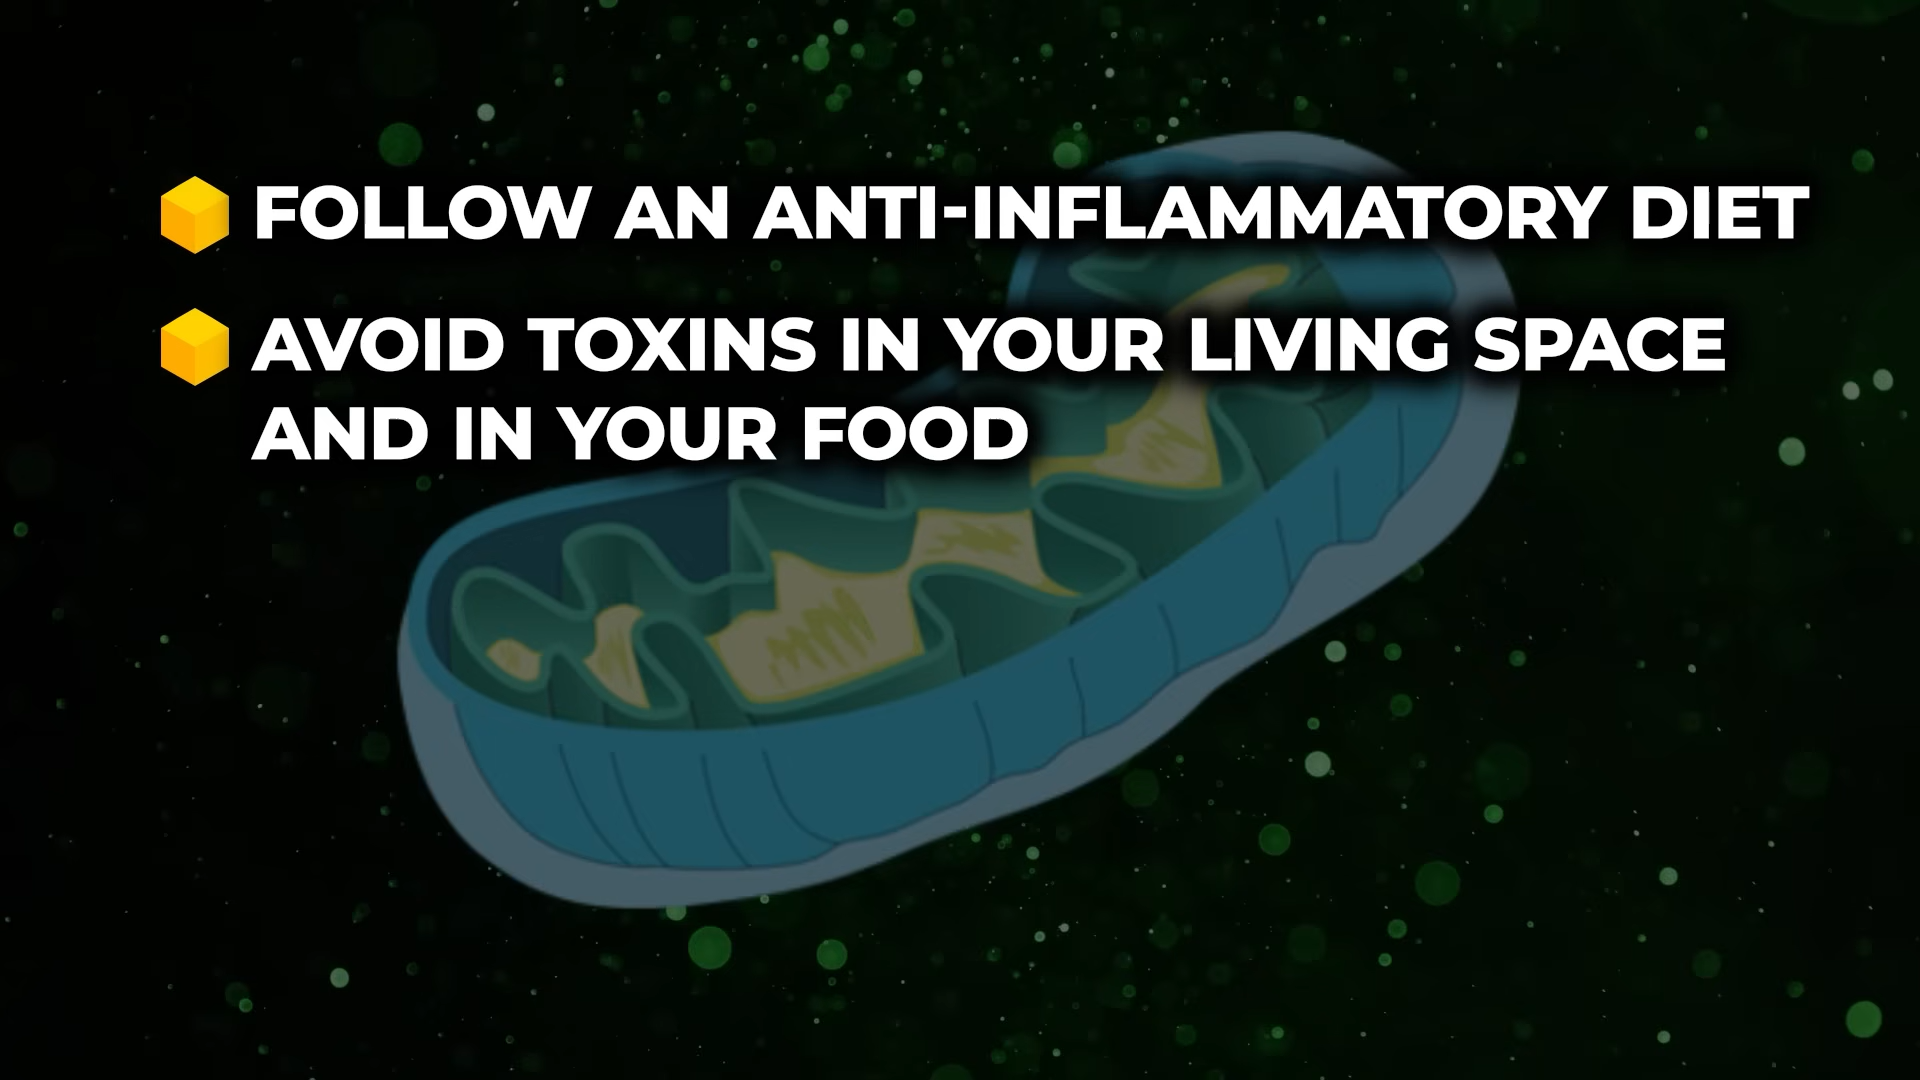 FOLLOW AN ANTI-INFLAMMATORY DIET
AVOID TOXINS IN YOUR LIVING SPACE
AND IN YOUR FOOD